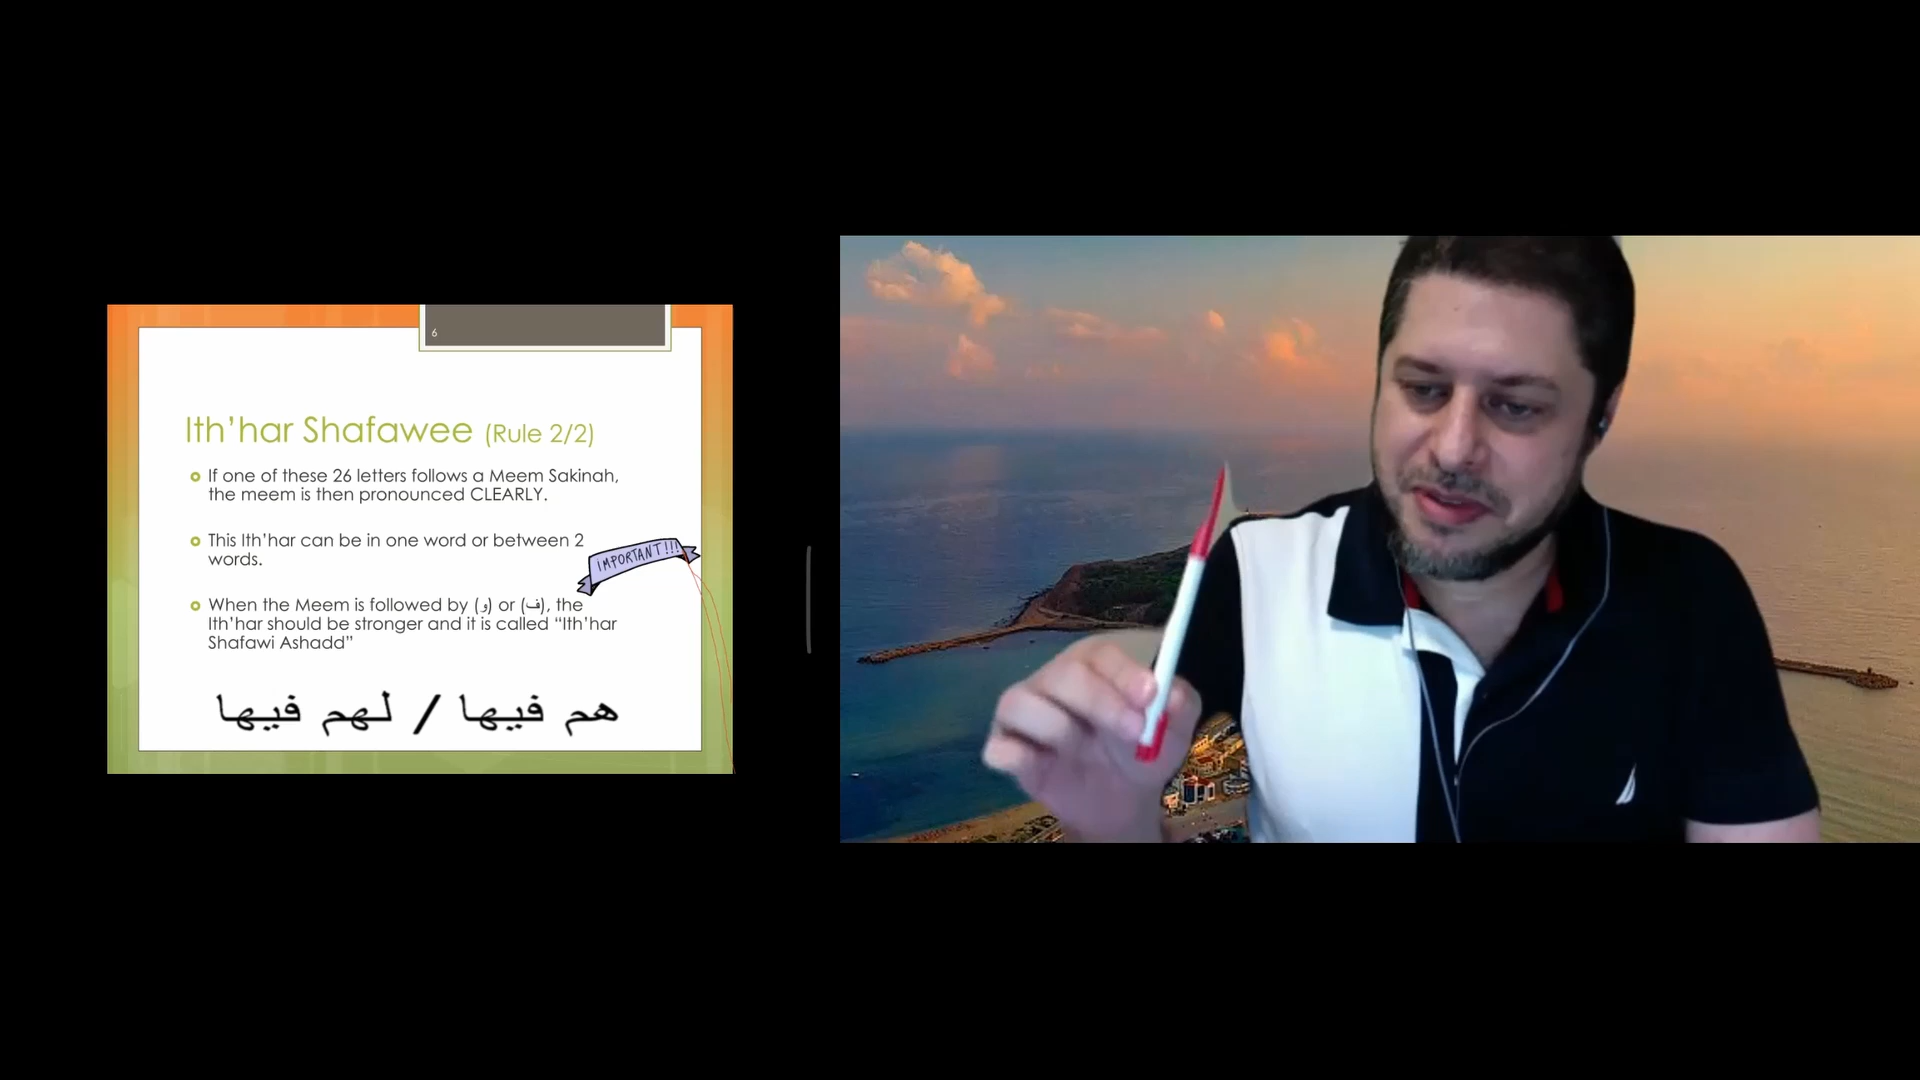 6
Ith’har Shafawee (Rule 2/2)
If one of these 26 letters follows a Meem Sakinah,
the meem is then pronounced CLEARLY.
This Ith’har can be in one word or between 2
words.
IMPORTANT!!!
When the Meem is followed by (و) or (ف), the
Ith’har should be stronger and it is called “Ith’har
Shafawi Ashadd”
هم فيها / لهم فيها